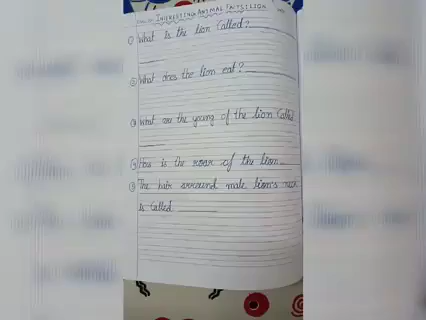 INTERESTING ANIMAL FACTS: LION
① What Is the lion Called?
② What does the lion eat?
③ What are the young of the lion Called
④ How is the roar of the lion
⑤ The hair arround male lion's neck
is Called